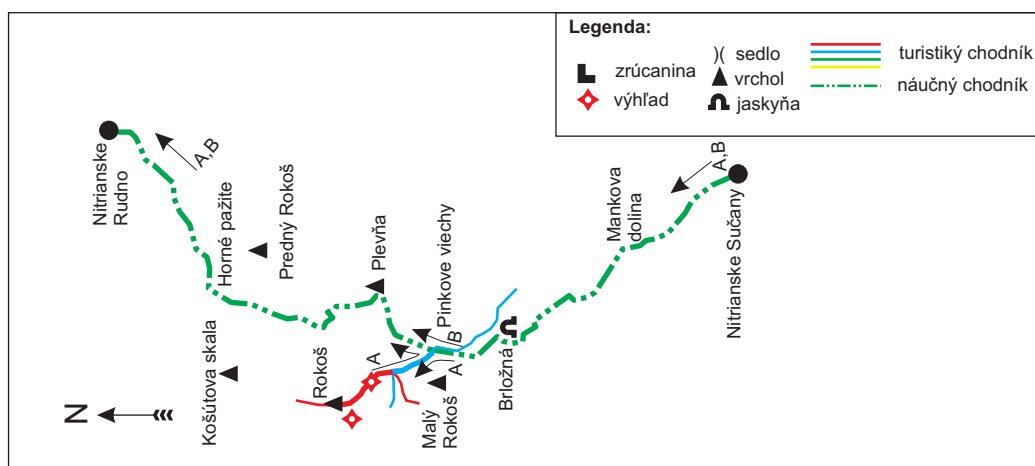 Legenda:
zrúcanina
výhľad
)( sedlo
vrchol
jaskyňa
turistiký chodník
náučný chodník
Nitrianske
Rudno
A,B
Horné pažite
Predný Rokoš
Košútova skala
Plevňa
Rokoš
A
Pinkove viechy
B
A
Malý
Rokoš
Brložná
Mankova
dolina
A,B
Nitrianske Sučany
N